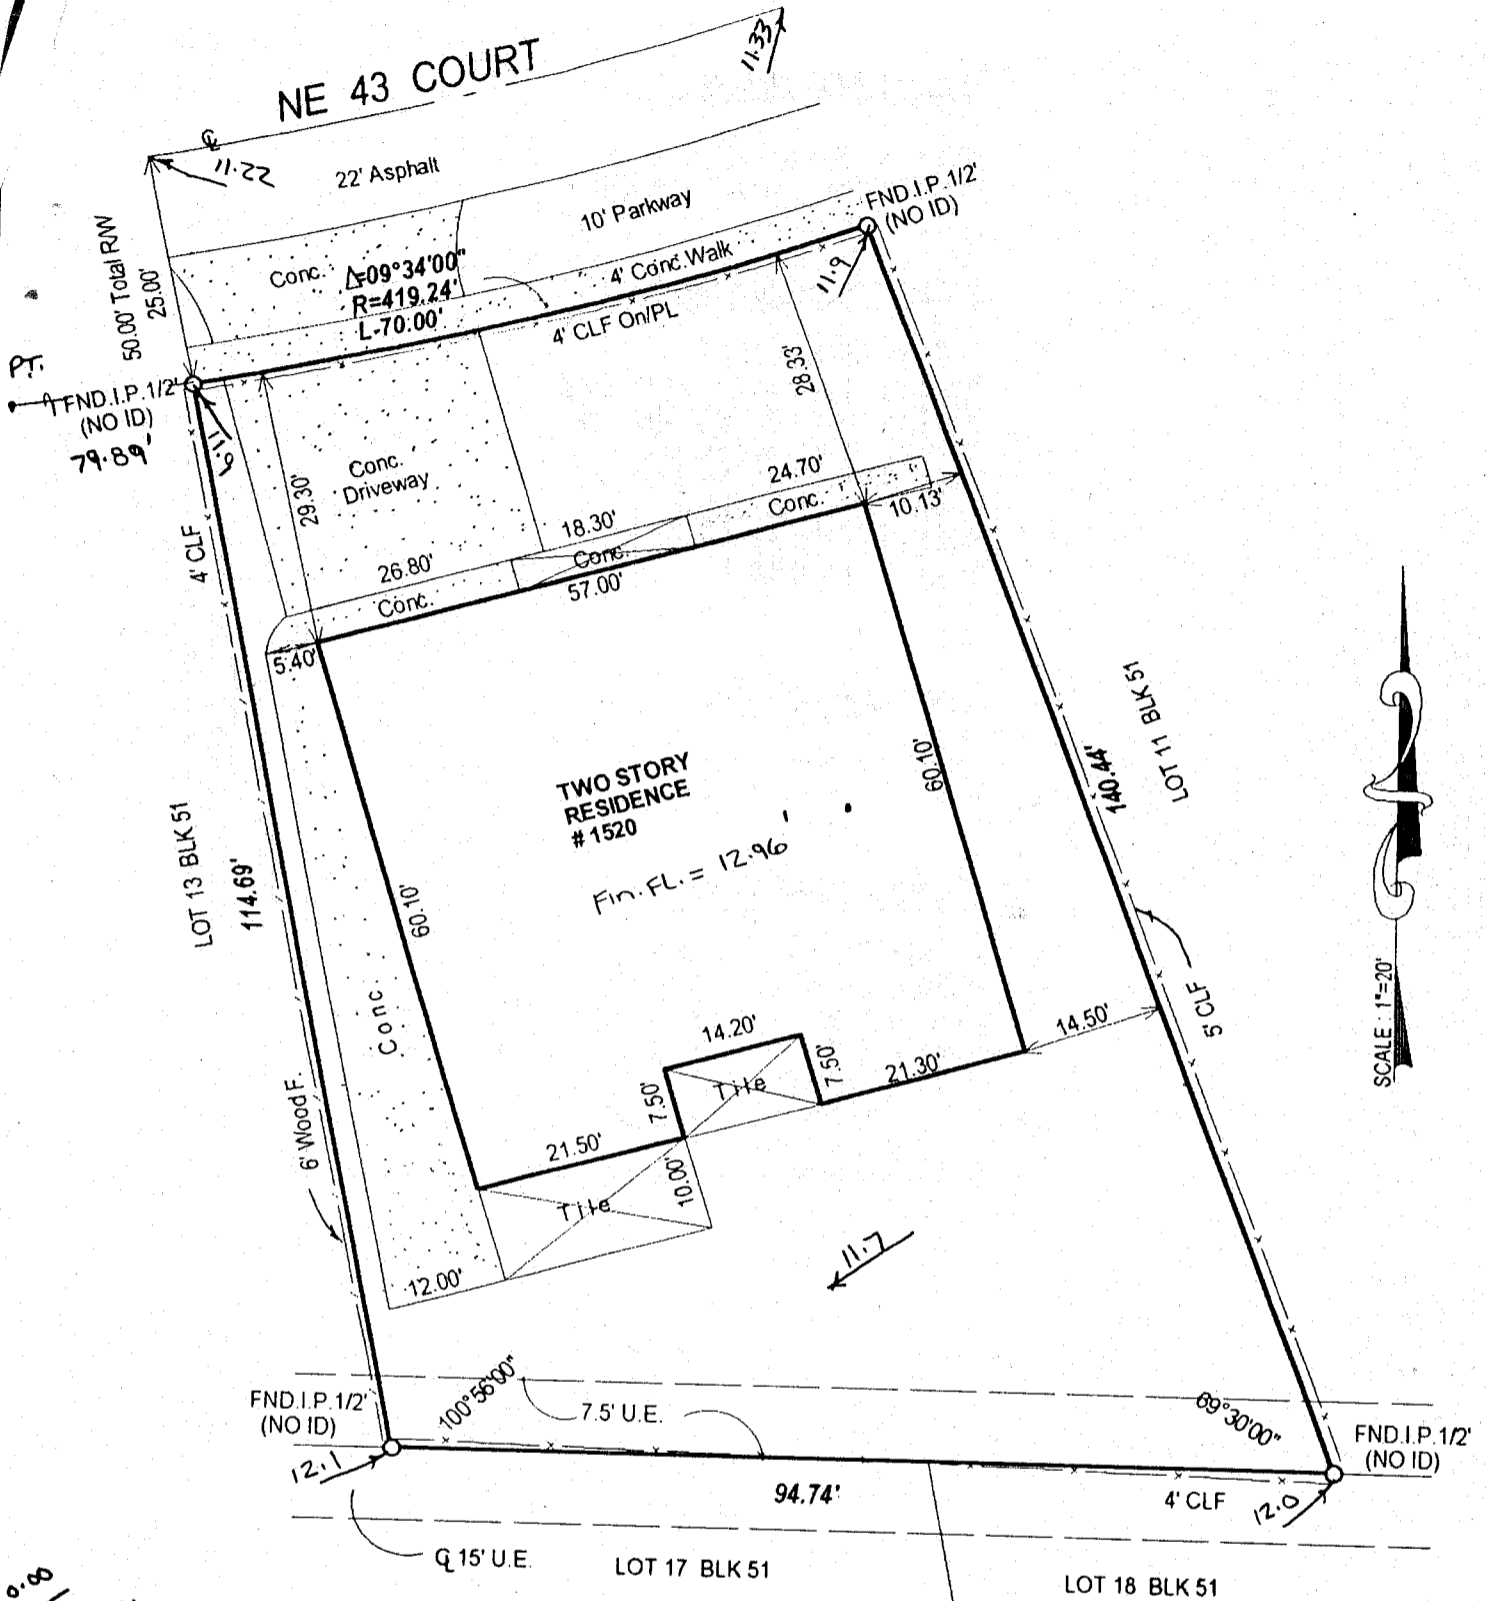 NE 43 COURT
11.33
℄
11.22
22' Asphalt
10' Parkway
FND.I.P.1/2'
(NO ID)
50.00' Total R/W
25.00'
Conc.
Δ=09°34'00"
R=419.24'
L-70.00'
4' Conc.Walk
4' CLF On/PL
11.9
P.T.
FND.I.P.1/2'
(NO ID)
79.89'
11.9
4' CLF
29.30'
Conc.
Driveway
28.33'
24.70'
Conc.
10.13'
18.30'
Conc.
57.00'
26.80'
Conc.
5.40'
TWO STORY
RESIDENCE
# 1520
Fin. FL. = 12.96'
60.10'
60.10'
140.44'
LOT 11 BLK 51
LOT 13 BLK 51
114.69'
Conc.
6' Wood F.
5' CLF
SCALE : 1"=20'
14.20'
7.50'
Tile
7.50'
21.30'
14.50'
21.50'
10.00'
Tile
12.00'
11.7
FND.I.P.1/2'
(NO ID)
100°56'00"
7.5' U.E.
69°30'00"
FND.I.P.1/2'
(NO ID)
12.1
94.74'
4' CLF
12.0
℄ 15' U.E.
LOT 17 BLK 51
LOT 18 BLK 51
0.00